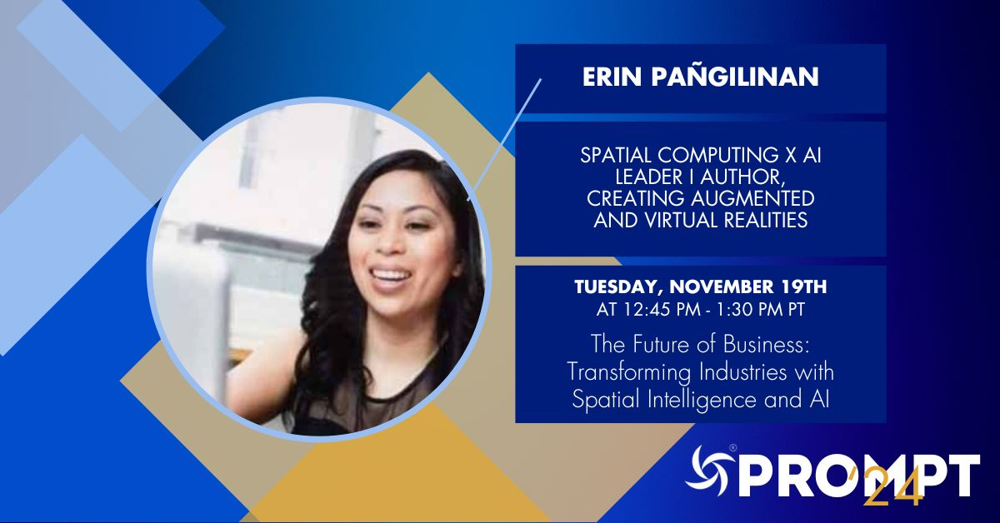 ERIN PAÑGILINAN
SPATIAL COMPUTING X AI
LEADER I AUTHOR,
CREATING AUGMENTED
AND VIRTUAL REALITIES
TUESDAY, NOVEMBER 19TH
AT 12:45 PM - 1:30 PM PT
The Future of Business:
Transforming Industries with
Spatial Intelligence and AI
®PROMPT
'24